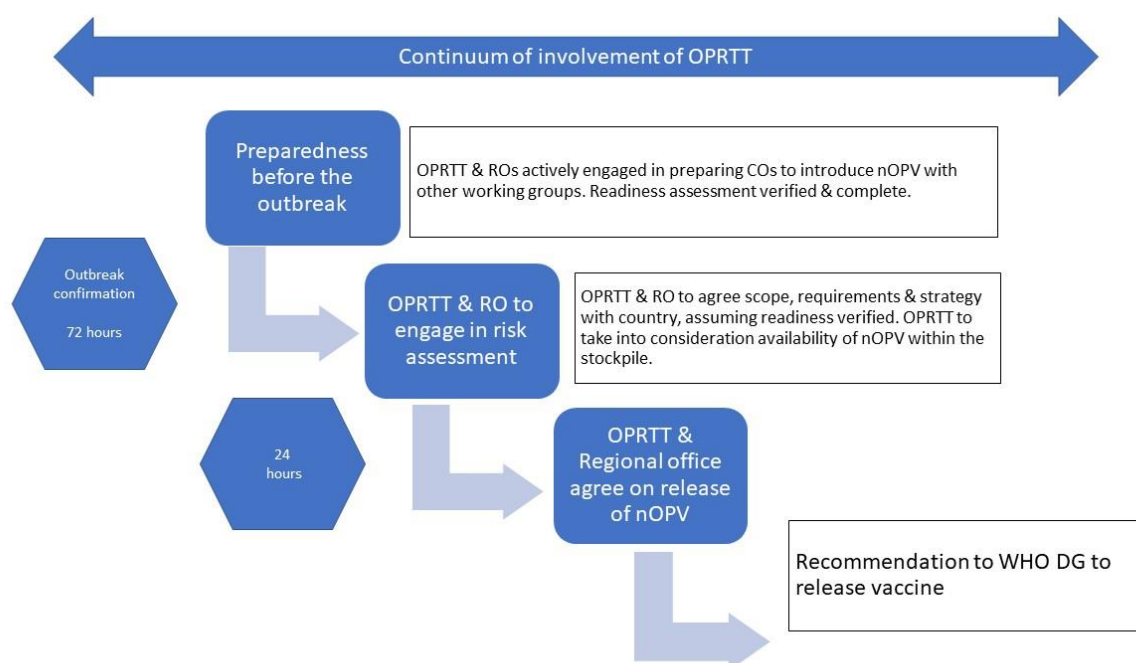 Continuum of involvement of OPRTT
Preparedness
before the
outbreak
OPRTT & ROs actively engaged in preparing COs to introduce nOPV with
other working groups. Readiness assessment verified & complete.
Outbreak
confirmation
72 hours
OPRTT & RO to
engage in risk
assessment
OPRTT & RO to agree scope, requirements & strategy
with country, assuming readiness verified. OPRTT to
take into consideration availability of nOPV within the
stockpile.
24
hours
OPRTT &
Regional office
agree on release
of nOPV
Recommendation to WHO DG to
release vaccine